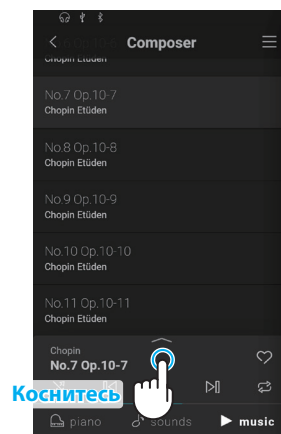 Composer
Chopin Etüden
No.7 Op.10-7
Chopin Etüden
No.8 Op.10-8
Chopin Etüden
No.9 Op.10-9
Chopin Etüden
No.10 Op.10-10
Chopin Etüden
No.11 Op.10-11
Chopin Etüden
Chopin
No.7 Op.10-7
Коснитесь
piano
sounds
music